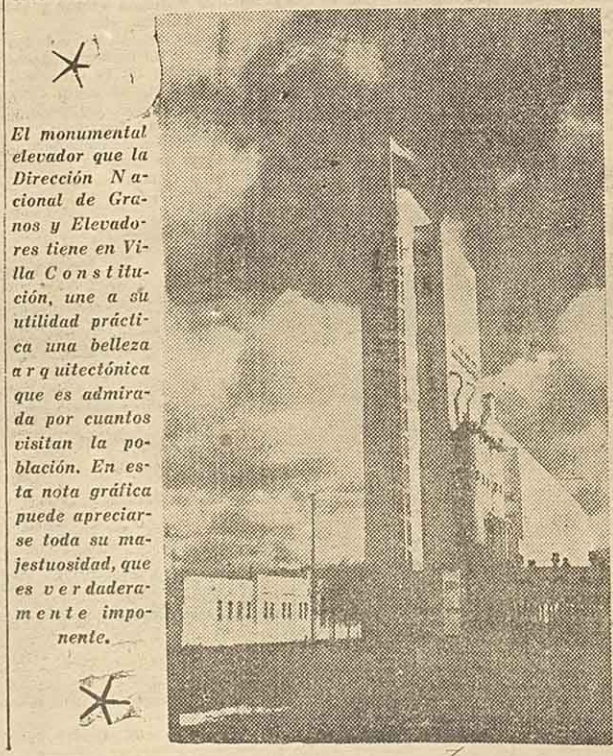 El monumental
elevador que la
Dirección Na-
cional de Gra-
nos y Elevado-
res tiene en Vi-
lla Constitu-
ción, une a su
utilidad prácti-
ca una belleza
arquitectónica
que es admira-
da por cuantos
visitan la po-
blación. En es-
ta nota gráfica
puede apreciar-
se toda su ma-
jestuosidad, que
es verdadera-
mente impo-
nente.